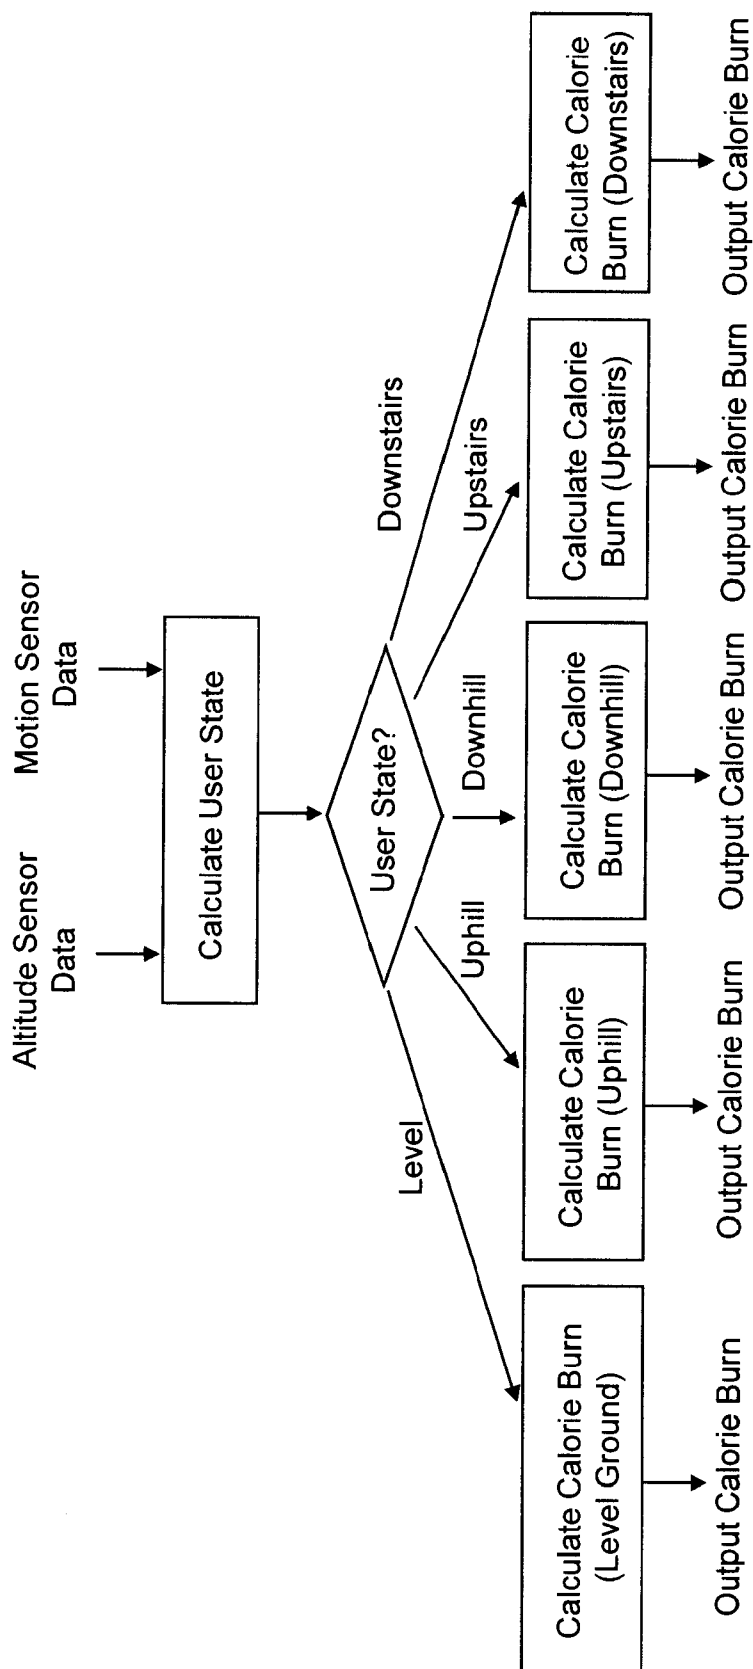 Altitude Sensor
Data
Motion Sensor
Data
Calculate User State
User State?
Level
Uphill
Downhill
Upstairs
Downstairs
Calculate Calorie Burn
(Level Ground)
Calculate Calorie
Burn (Uphill)
Calculate Calorie
Burn (Downhill)
Calculate Calorie
Burn (Upstairs)
Calculate Calorie
Burn (Downstairs)
Output Calorie Burn
Output Calorie Burn
Output Calorie Burn
Output Calorie Burn
Output Calorie Burn